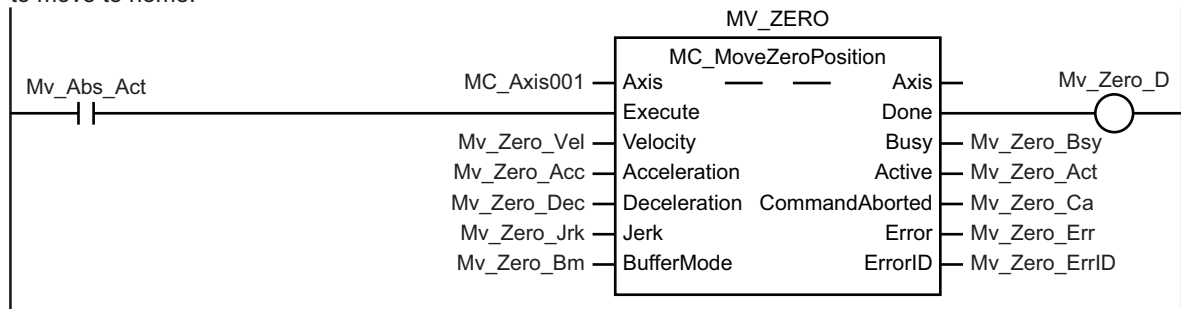 to move to home.
MV_ZERO
MC_MoveZeroPosition
Mv_Abs_Act
MC_Axis001 Axis Axis Mv_Zero_D
Execute Done
Mv_Zero_Vel Velocity Busy Mv_Zero_Bsy
Mv_Zero_Acc Acceleration Active Mv_Zero_Act
Mv_Zero_Dec Deceleration CommandAborted Mv_Zero_Ca
Mv_Zero_Jrk Jerk Error Mv_Zero_Err
Mv_Zero_Bm BufferMode ErrorID Mv_Zero_ErrID